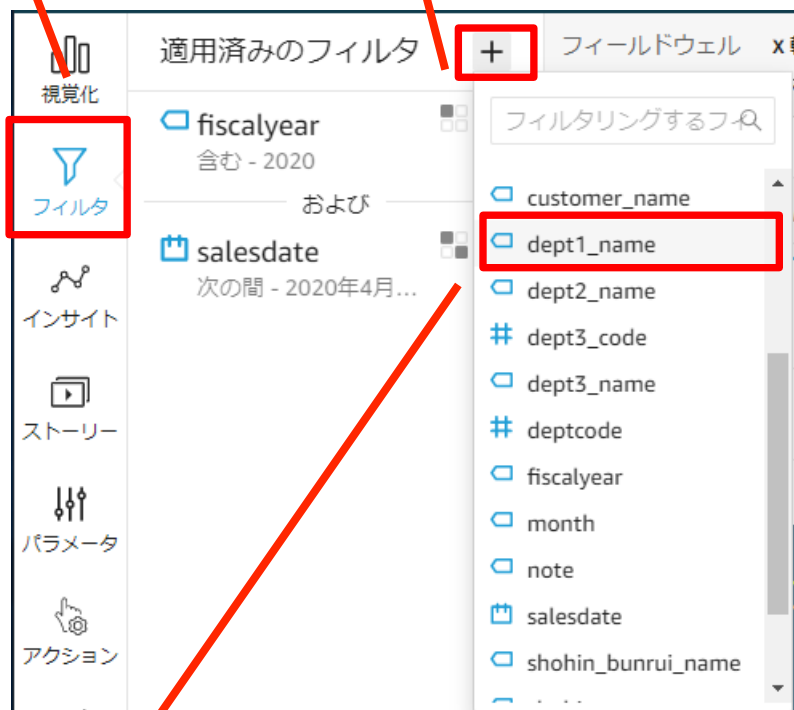 視覚化
フィルタ
インサイト
ストーリー
パラメータ
アクション
適用済みのフィルタ
fiscalyear
含む - 2020
および
salesdate
次の間 - 2020年4月...
+
フィールドウェル
x
フィルタリングするフ
customer_name
dept1_name
dept2_name
dept3_code
dept3_name
deptcode
fiscalyear
month
note
salesdate
shohin_bunrui_name